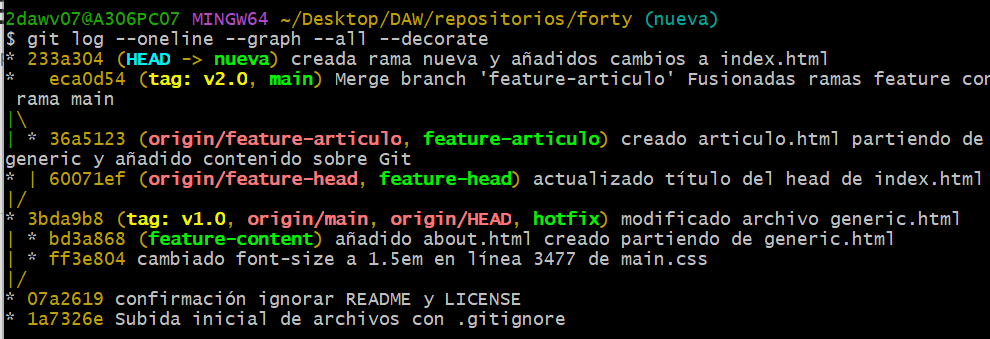 2dawv07@A306PC07 MINGW64 ~/Desktop/DAW/repositorios/forty (nueva)
$ git log --oneline --graph --all --decorate
* 233a304 (HEAD -> nueva) creada rama nueva y añadidos cambios a index.html
*   eca0d54 (tag: v2.0, main) Merge branch 'feature-articulo' Fusionadas ramas feature con
 rama main
|\
| * 36a5123 (origin/feature-articulo, feature-articulo) creado articulo.html partiendo de
generic y añadido contenido sobre Git
* | 60071ef (origin/feature-head, feature-head) actualizado título del head de index.html
|/
* 3bda9b8 (tag: v1.0, origin/main, origin/HEAD, hotfix) modificado archivo generic.html
| * bd3a868 (feature-content) añadido about.html creado partiendo de generic.html
| * ff3e804 cambiado font-size a 1.5em en línea 3477 de main.css
|/
* 07a2619 confirmación ignorar README y LICENSE
* 1a7326e Subida inicial de archivos con .gitignore